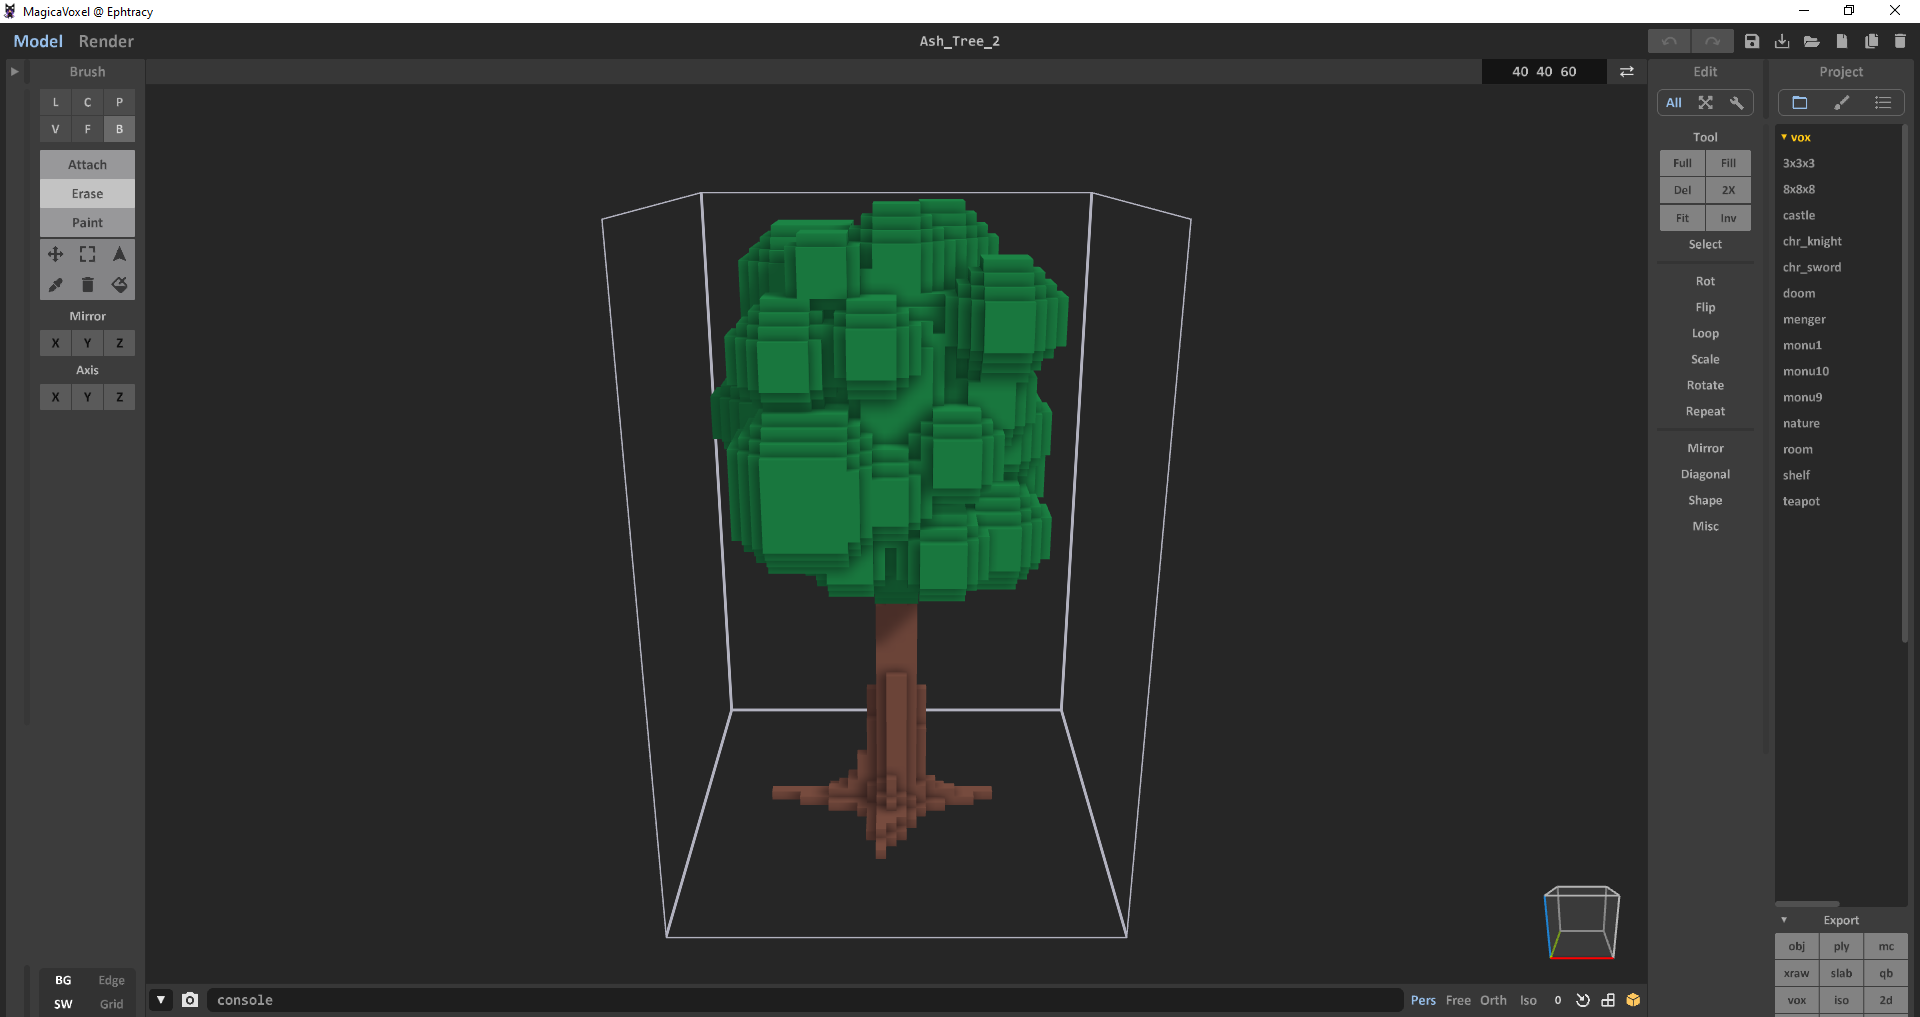 MagicaVoxel @ Ephtracy
Model Render
Ash_Tree_2
Brush
L C P
V F B
Attach
Erase
Paint
Mirror
X Y Z
Axis
X Y Z
BG Edge
SW Grid
40 40 60
console
Pers Free Orth Iso 0
Edit
All
Tool
Full Fill
Del 2X
Fit Inv
Select
Rot
Flip
Loop
Scale
Rotate
Repeat
Mirror
Diagonal
Shape
Misc
Project
vox
3x3x3
8x8x8
castle
chr_knight
chr_sword
doom
menger
monu1
monu10
monu9
nature
room
shelf
teapot
Export
obj ply mc
xraw slab qb
vox iso 2d